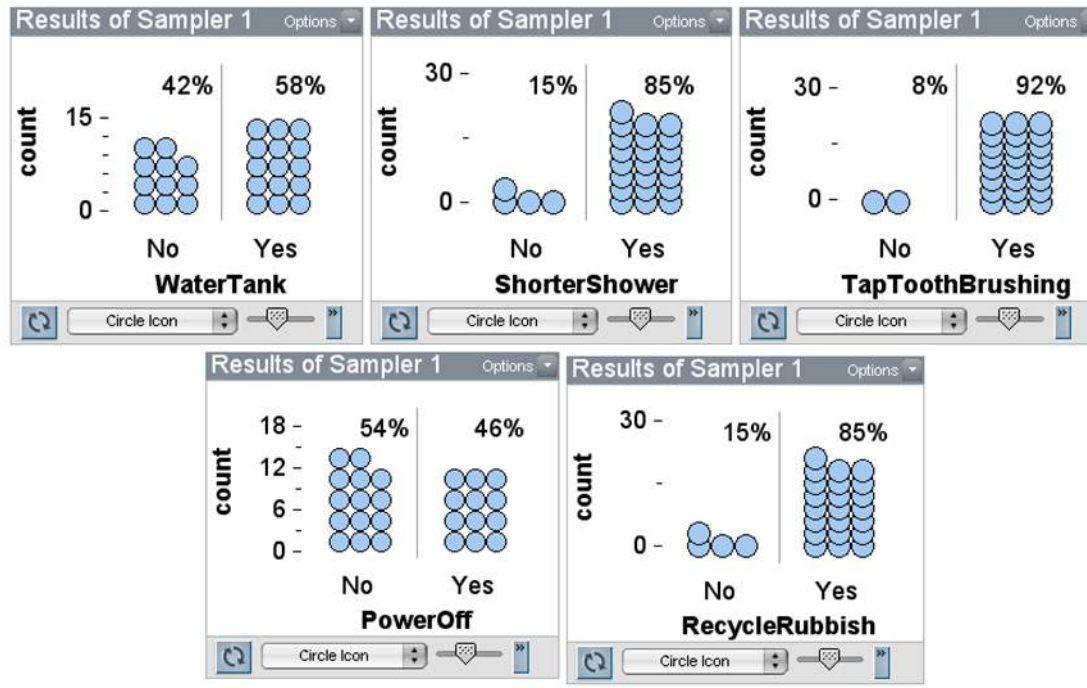 Results of Sampler 1 Options
42% 58%
15
count
0
No Yes
WaterTank
Circle Icon »
Results of Sampler 1 Options
30
15% 85%
count
0
No Yes
ShorterShower
Circle Icon »
Results of Sampler 1 Options
30
8% 92%
count
0
No Yes
TapToothBrushing
Circle Icon »
Results of Sampler 1 Options
18
54% 46%
12
count
6
0
No Yes
PowerOff
Circle Icon »
Results of Sampler 1 Options
30
15% 85%
count
0
No Yes
RecycleRubbish
Circle Icon »